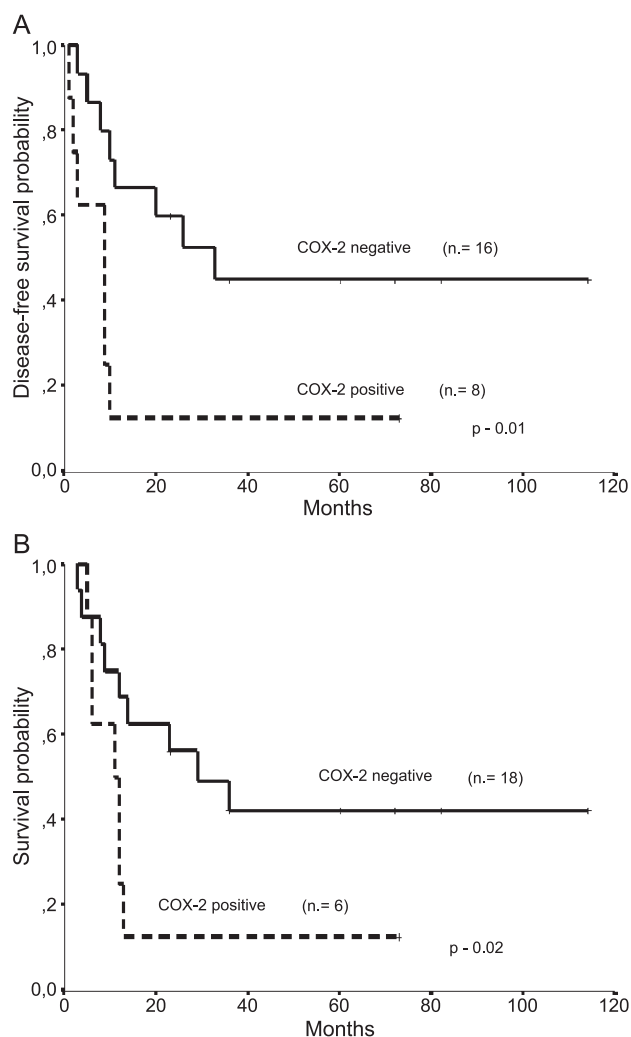 A
1,0
,8
,6
,4
,2
0,0
Disease-free survival probability
COX-2 negative (n.= 16)
COX-2 positive (n.= 8)
p - 0.01
0 20 40 60 80 100 120
Months
B
1,0
,8
,6
,4
,2
0,0
Survival probability
COX-2 negative (n.= 18)
COX-2 positive (n.= 6)
p - 0.02
0 20 40 60 80 100 120
Months